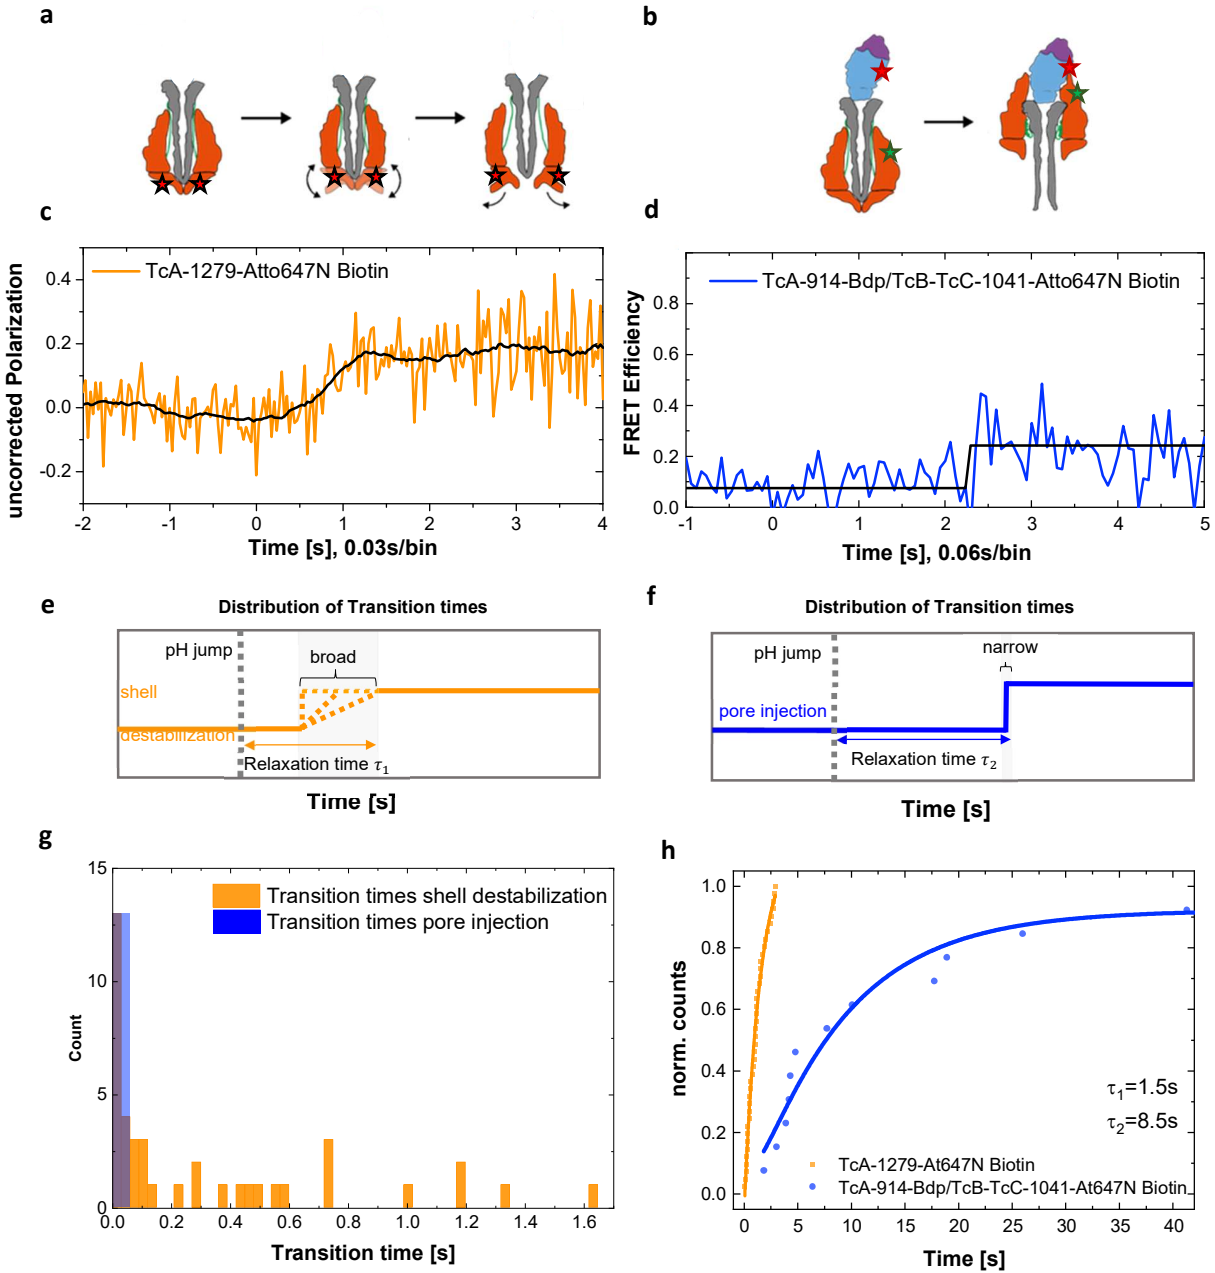 a
b
c
TcA-1279-Atto647N Biotin
uncorrected Polarization
0.4
0.2
0.0
-0.2
-2
-1
0
1
2
3
4
Time [s], 0.03s/bin
d
TcA-914-Bdp/TcB-TcC-1041-Atto647N Biotin
FRET Efficiency
0.8
0.6
0.4
0.2
0.0
-1
0
1
2
3
4
5
Time [s], 0.06s/bin
e
Distribution of Transition times
pH jump
broad
shell
destabilization
Relaxation time τ₁
Time [s]
f
Distribution of Transition times
pH jump
narrow
pore injection
Relaxation time τ₂
Time [s]
g
Transition times shell destabilization
Transition times pore injection
Count
15
10
5
0
0.0
0.2
0.4
0.6
0.8
1.0
1.2
1.4
1.6
Transition time [s]
h
norm. counts
1.0
0.8
0.6
0.4
0.2
0.0
τ₁=1.5s
τ₂=8.5s
TcA-1279-At647N Biotin
TcA-914-Bdp/TcB-TcC-1041-At647N Biotin
0
5
10
15
20
25
30
35
40
Time [s]